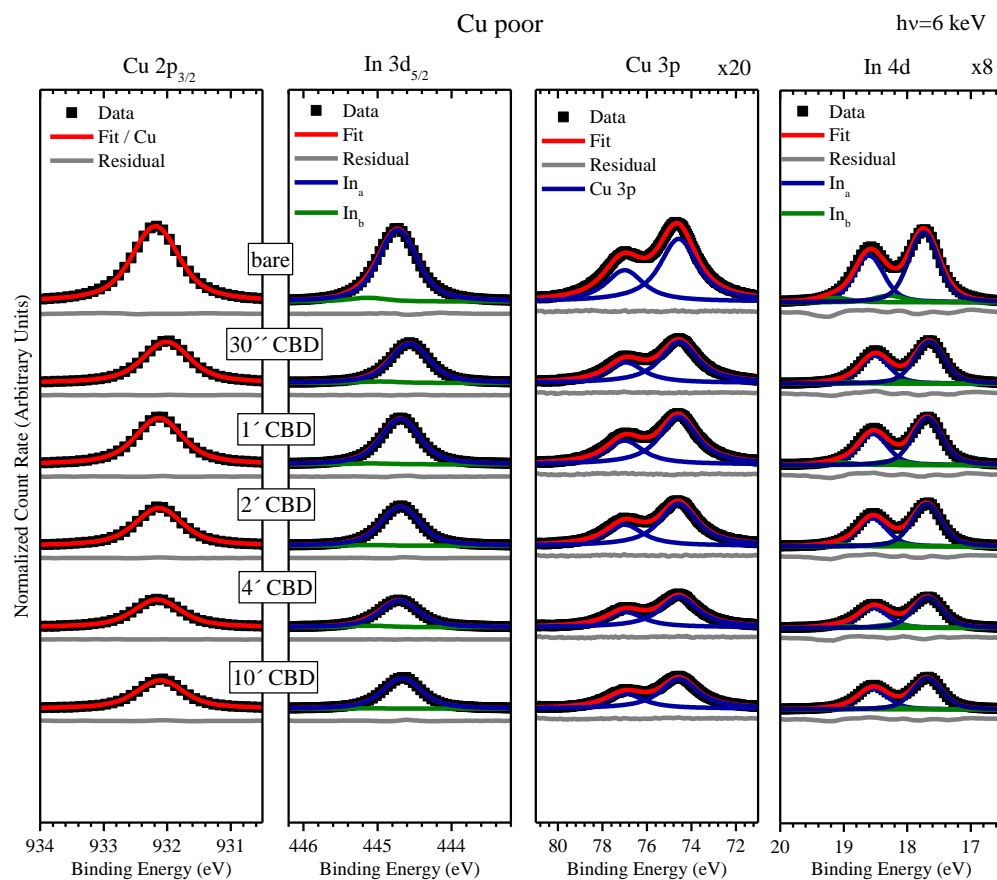 Cu poor
hν=6 keV
Cu 2p3/2
In 3d5/2
Cu 3p x20
In 4d x8
Data
Fit / Cu
Residual
Data
Fit
Residual
Ina
Inb
Data
Fit
Residual
Cu 3p
Data
Fit
Residual
Ina
Inb
bare
30´´ CBD
1´ CBD
2´ CBD
4´ CBD
10´ CBD
Normalized Count Rate (Arbitrary Units)
934 933 932 931
446 445 444
80 78 76 74 72
20 19 18 17
Binding Energy (eV)
Binding Energy (eV)
Binding Energy (eV)
Binding Energy (eV)